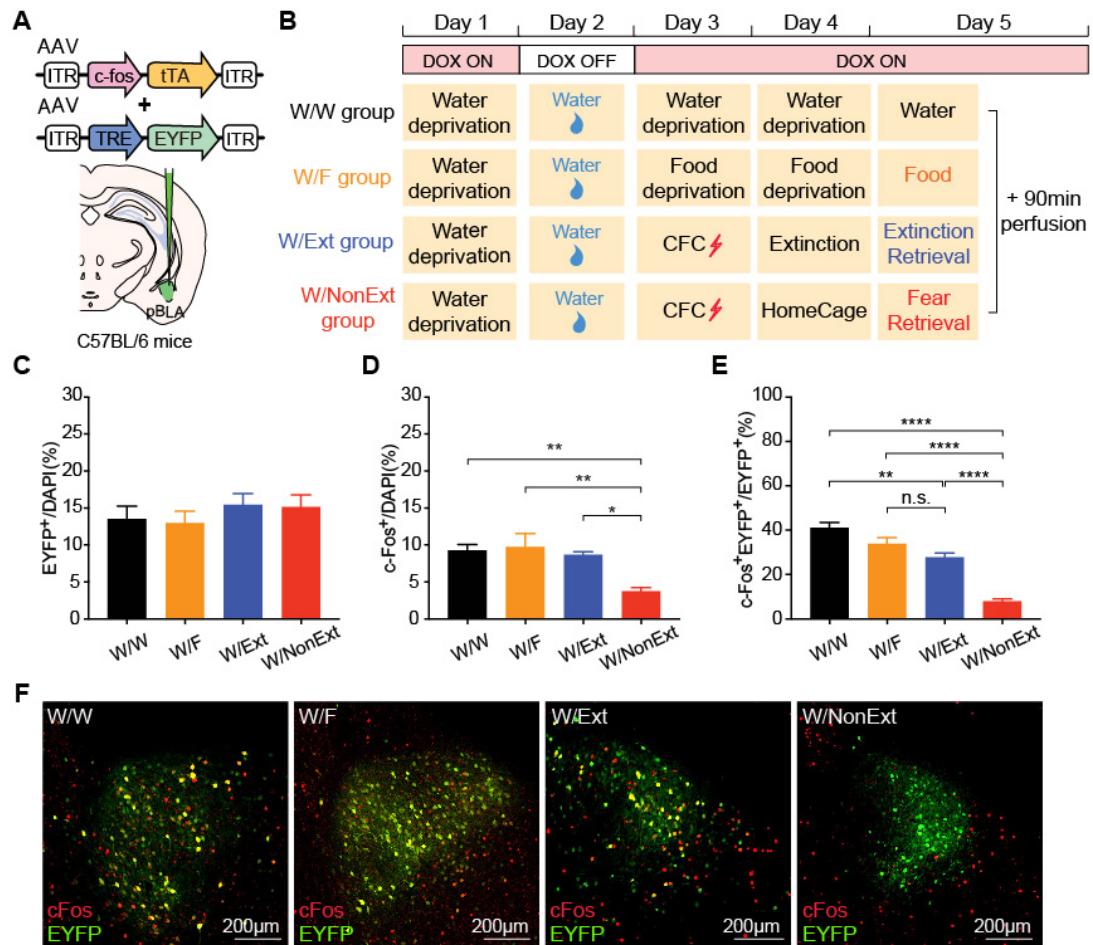 A
AAV
ITR c-fos tTA ITR
+
AAV
ITR TRE EYFP ITR
pBLA
C57BL/6 mice
B
Day 1 Day 2 Day 3 Day 4 Day 5
DOX ON DOX OFF DOX ON
W/W group
Water deprivation
Water
Water deprivation
Water deprivation
Water
W/F group
Water deprivation
Water
Food deprivation
Food deprivation
Food
W/Ext group
Water deprivation
Water
CFC
Extinction
Extinction Retrieval
W/NonExt group
Water deprivation
Water
CFC
HomeCage
Fear Retrieval
+ 90min perfusion
C
EYFP⁺/DAPI(%)
30
25
20
15
10
5
0
W/W W/F W/Ext W/NonExt
D
c-Fos⁺/DAPI(%)
30
25
20
15
10
5
0
**
**
*
W/W W/F W/Ext W/NonExt
E
c-Fos⁺EYFP⁺/EYFP⁺(%)
100
80
60
40
20
0
****
****
** ****
n.s.
W/W W/F W/Ext W/NonExt
F
W/W
cFos
EYFP
200μm
W/F
cFos
EYFP
200μm
W/Ext
cFos
EYFP
200μm
W/NonExt
cFos
EYFP
200μm